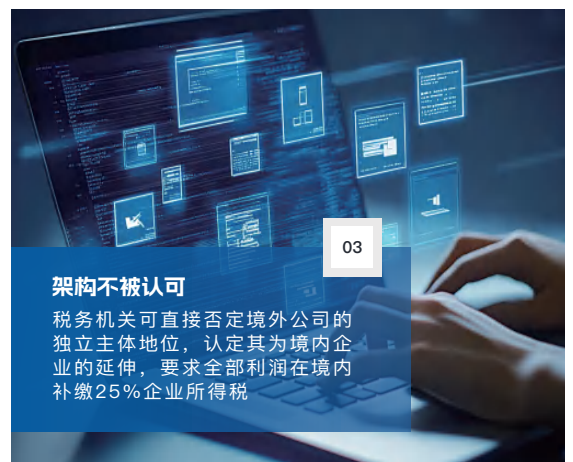 03
架构不被认可
税务机关可直接否定境外公司的
独立主体地位，认定其为境内企
业的延伸，要求全部利润在境内
补缴25%企业所得税